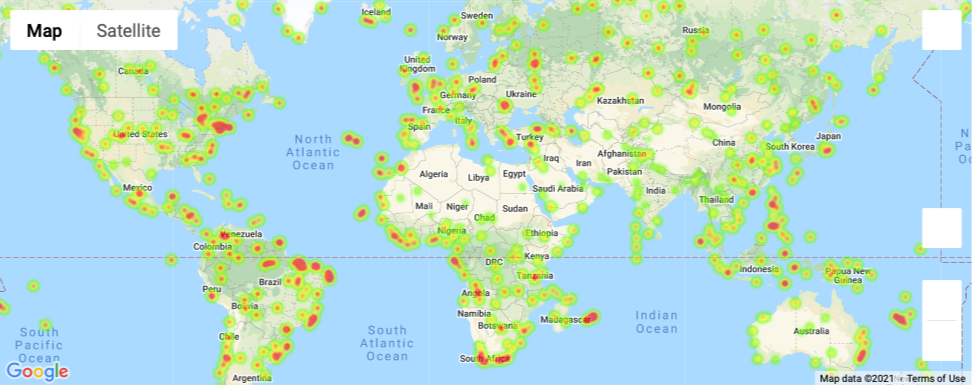 Map Satellite
Iceland
Sweden
Norway
Russia
Canada
United
Kingdom
Poland
Germany
Ukraine
France
Kazakhstan
Mongolia
Italy
Spain
Turkey
United States
North
Atlantic
Ocean
China
Japan
South Korea
Iraq
Iran
Afghanistan
Pakistan
Algeria
Libya
Egypt
Saudi Arabia
India
Mexico
Mali
Niger
Chad
Sudan
Thailand
Nigeria
Ethiopia
Venezuela
Colombia
Kenya
DRC
Tanzania
Indonesia
Papua New
Guinea
Peru
Brazil
Angola
Bolivia
Namibia
Botswana
Madagascar
Indian
Ocean
Australia
Chile
South
Pacific
Ocean
South
Atlantic
Ocean
South Africa
Argentina
Google
Map data ©2021 Terms of Use